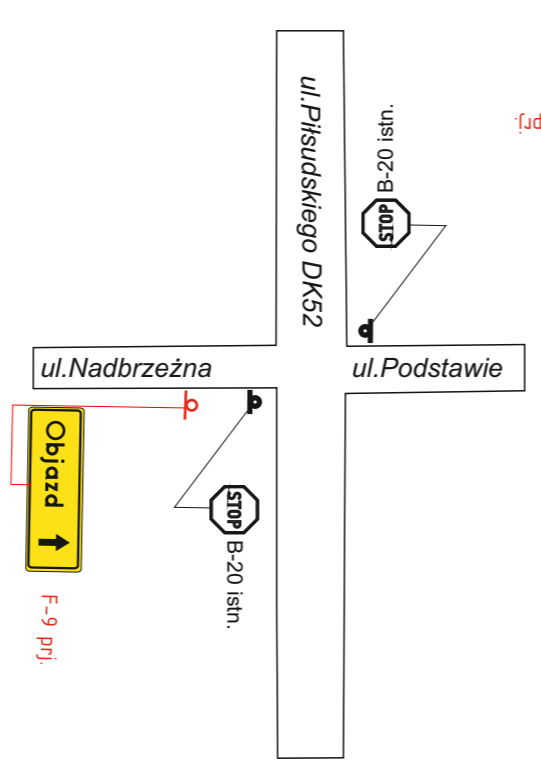 ul.Piłsudskiego DK52
B-20 istn.
STOP
prj.
ul.Nadbrzeżna
ul.Podstawie
Objazd
STOP
B-20 istn.
F-9 prj.